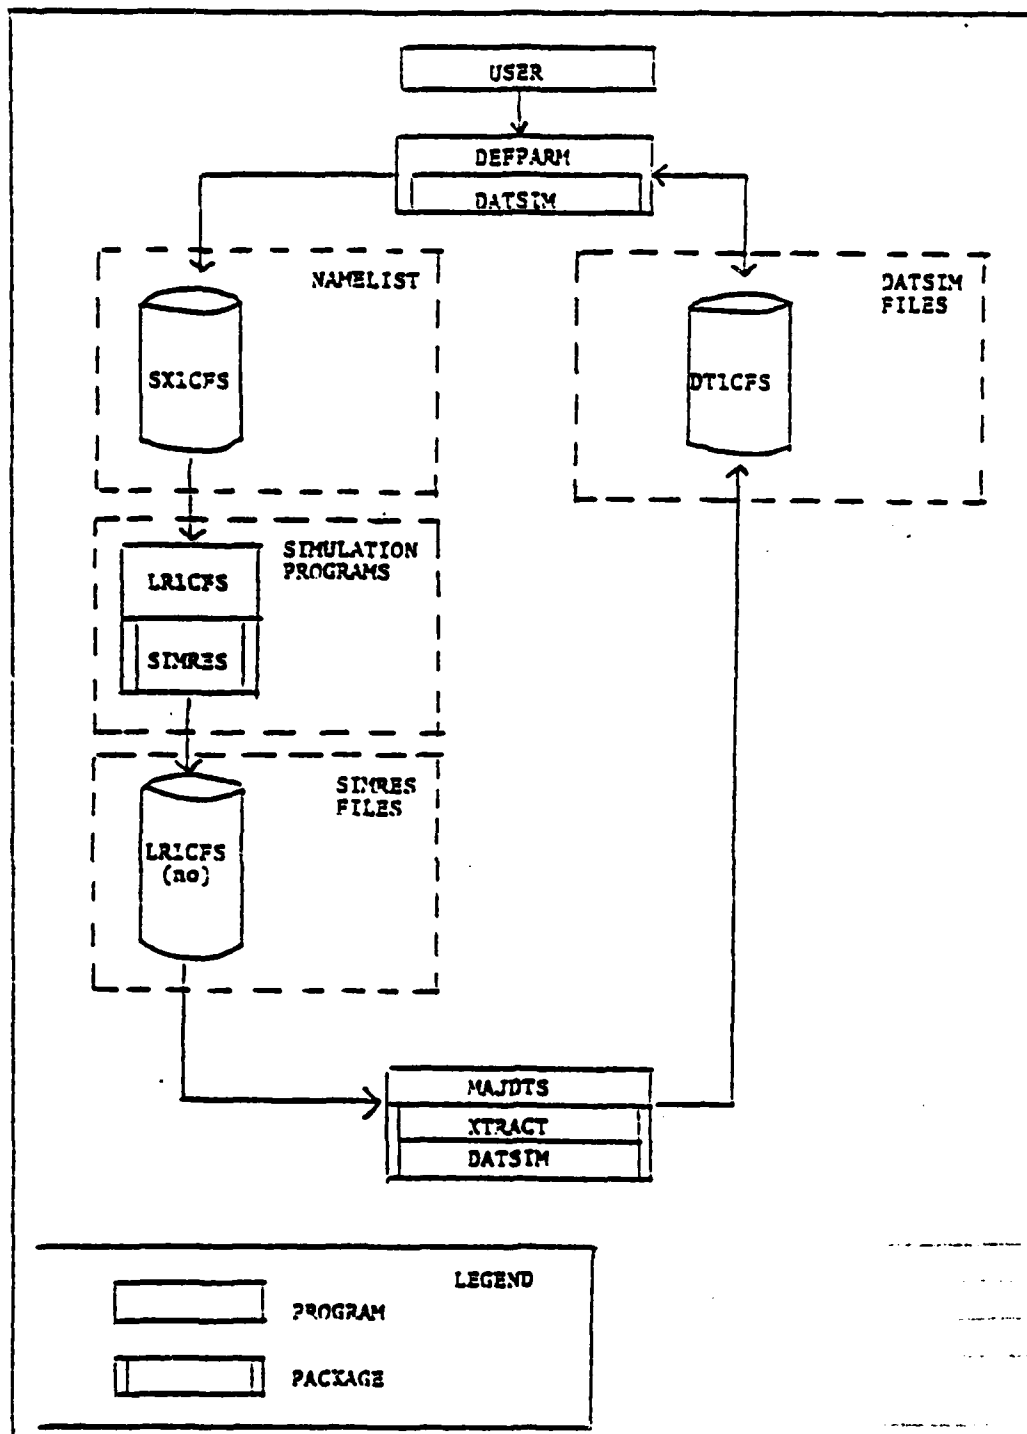 USER
DEFPARM
DATSIM
NAMELIST
SX1CFS
DATSIM
FILES
DT1CFS
SIMULATION
PROGRAMS
LR1CFS
SIMRES
SIMRES
FILES
LR1CFS
(no)
MAJDTS
XTRACT
DATSIM
LEGEND
PROGRAM
PACKAGE